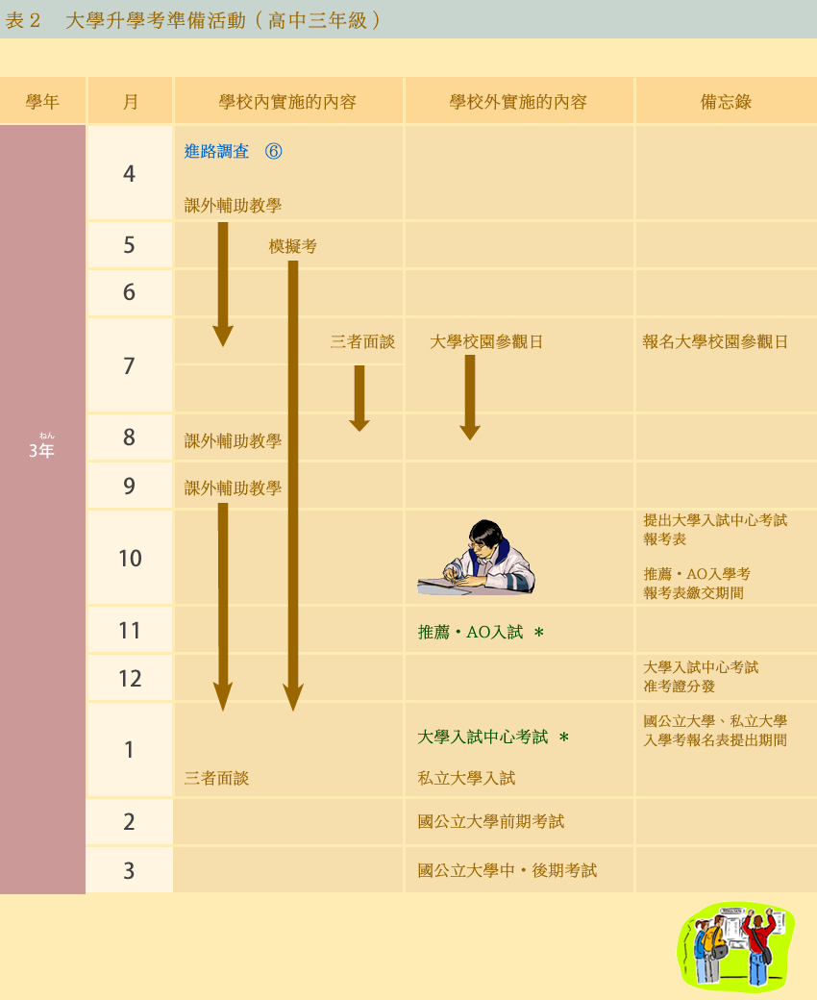 表２　大學升學考準備活動（高中三年級）
學年
月
學校內實施的內容
學校外實施的內容
備忘錄
ねん
3年
4
進路調査　⑥
課外輔助教學
5
模擬考
6
7
三者面談
大學校園參觀日
報名大學校園參觀日
8
課外輔助教學
9
課外輔助教學
10
提出大學入試中心考試
報考表
推薦・AO入學考
報考表繳交期間
11
推薦・AO入試 ＊
12
大學入試中心考試
准考證分發
1
大學入試中心考試 ＊
國公立大學、私立大學
入學考報名表提出期間
三者面談
私立大學入試
2
國公立大學前期考試
3
國公立大學中・後期考試